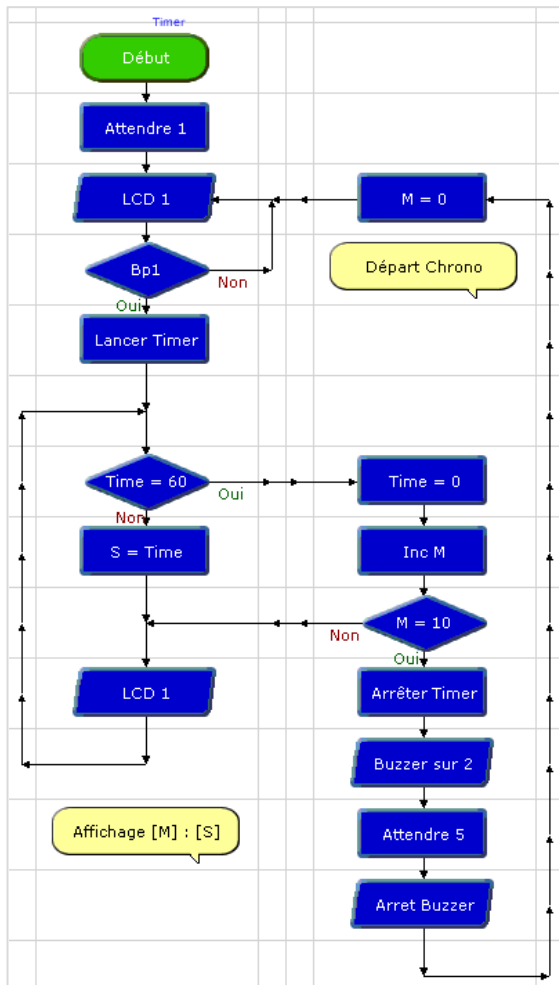 Timer
Début
Attendre 1
LCD 1
M = 0
Bp1
Non
Départ Chrono
Oui
Lancer Timer
Time = 60
Oui
Time = 0
Non
S = Time
Inc M
M = 10
Non
Oui
LCD 1
Arrêter Timer
Buzzer sur 2
Affichage [M] : [S]
Attendre 5
Arret Buzzer